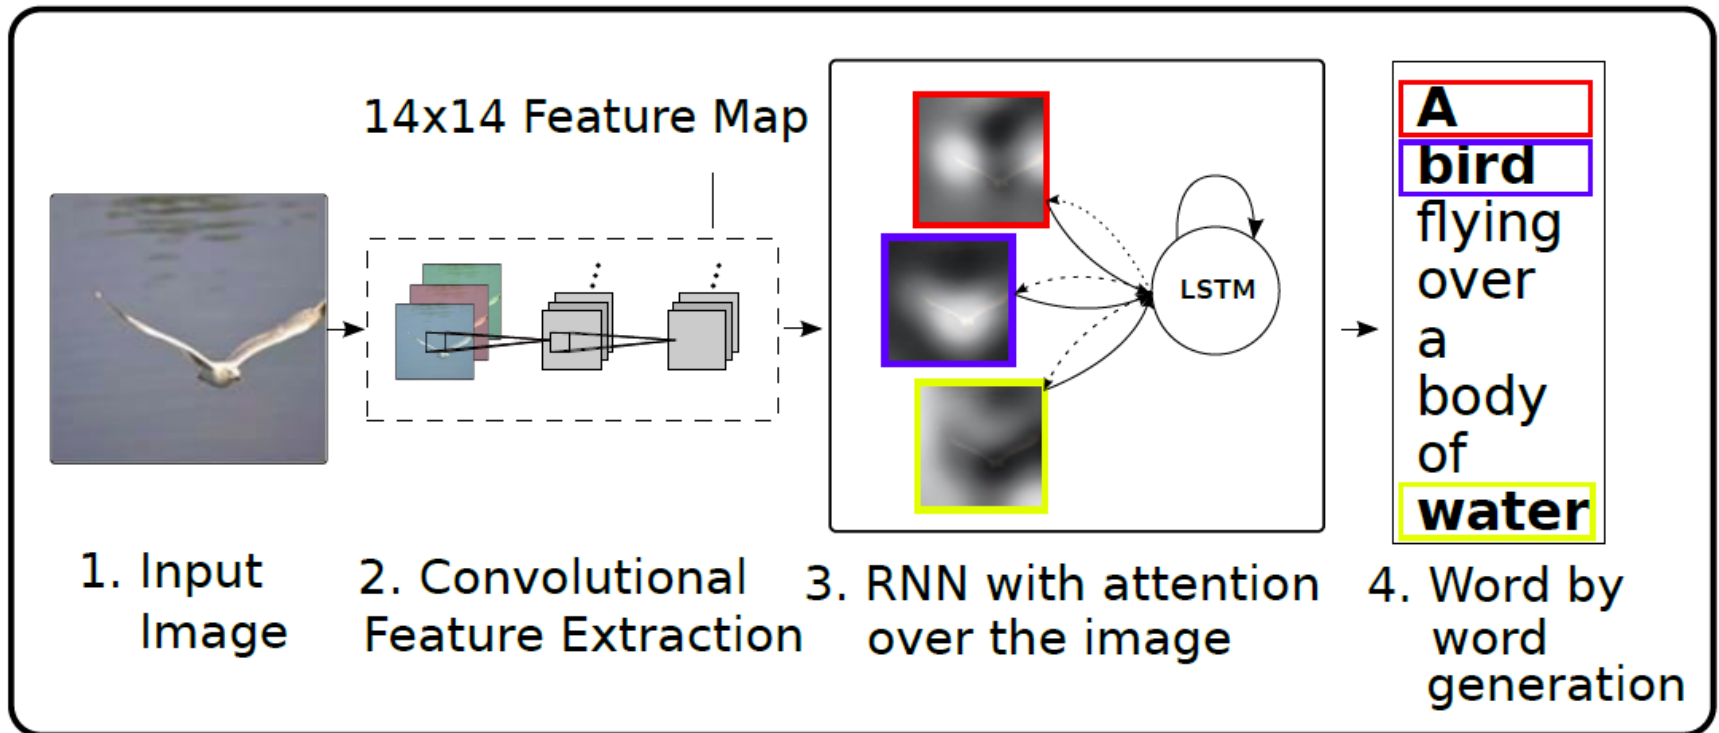 14x14 Feature Map
LSTM
A
bird
flying
over
a
body
of
water
1. Input
Image
2. Convolutional
Feature Extraction
3. RNN with attention
over the image
4. Word by
word
generation